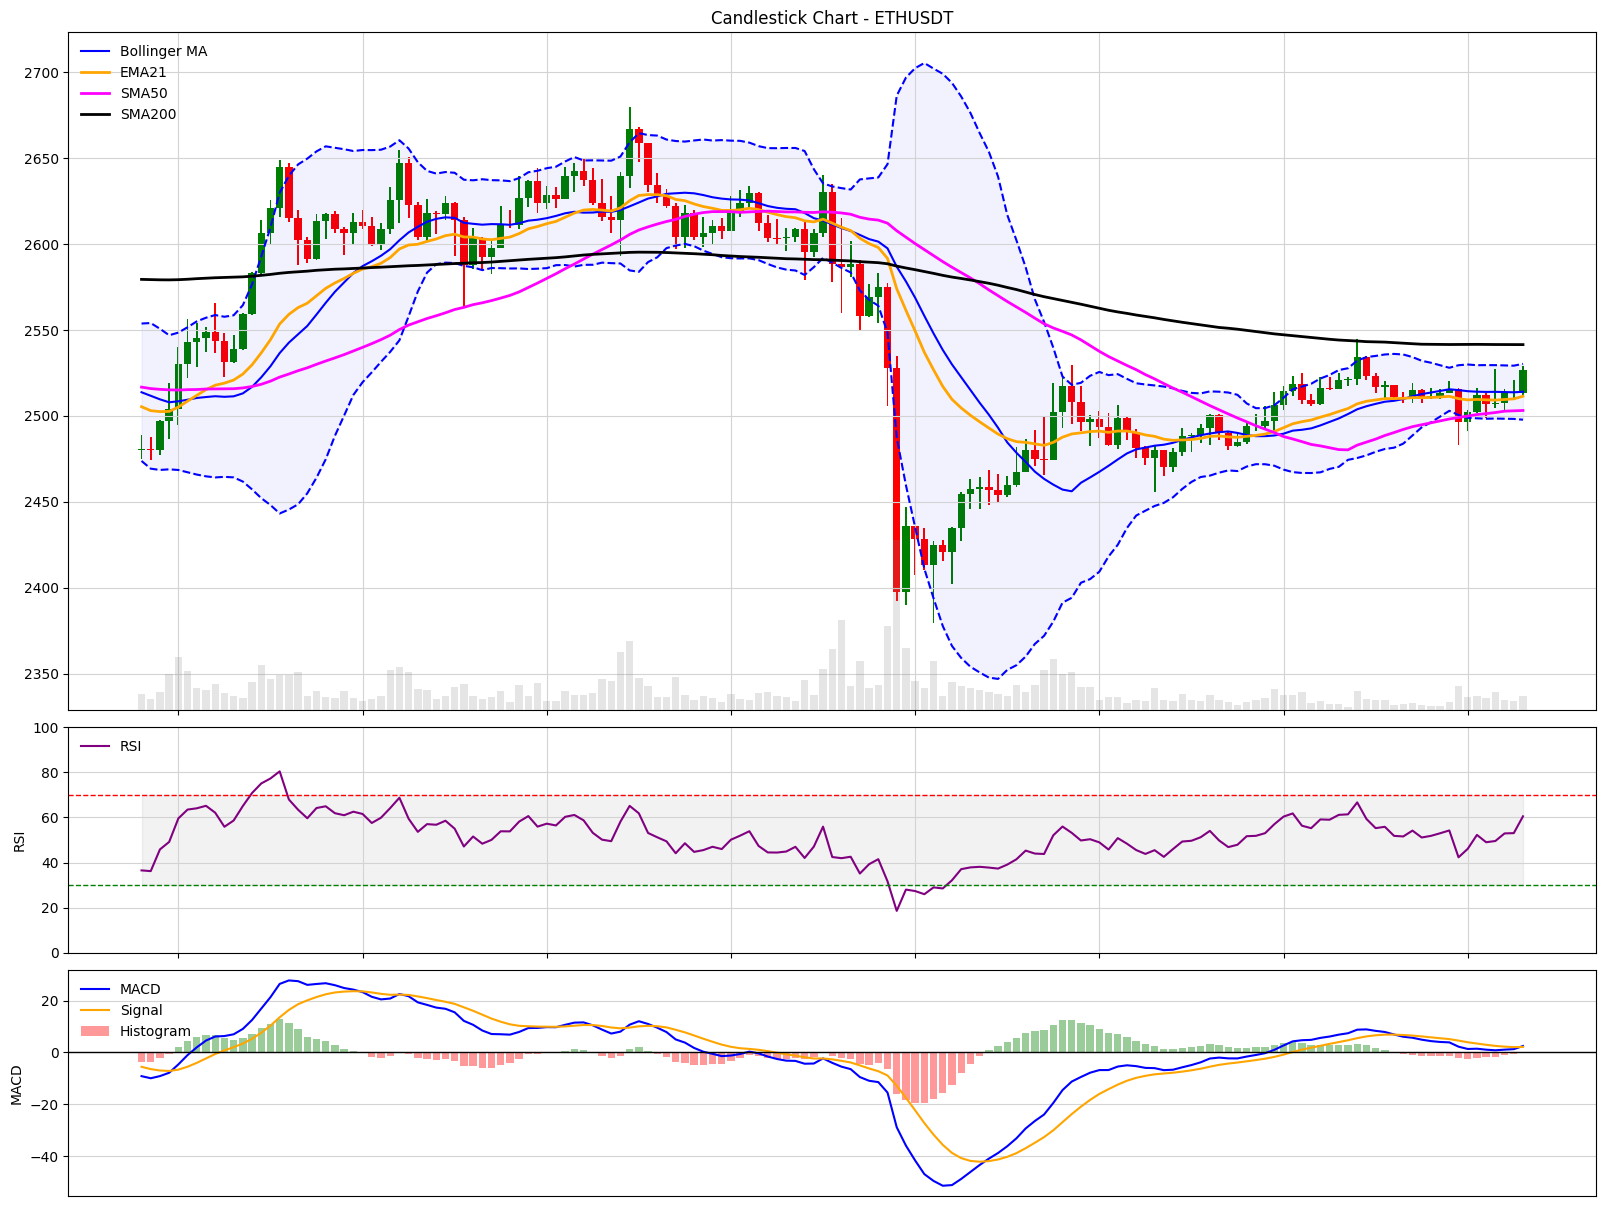 Candlestick Chart - ETHUSDT
Bollinger MA
EMA21
SMA50
SMA200
2700
2650
2600
2550
2500
2450
2400
2350
RSI
100
80
60
40
20
0
RSI
MACD
Signal
Histogram
20
0
−20
−40
MACD